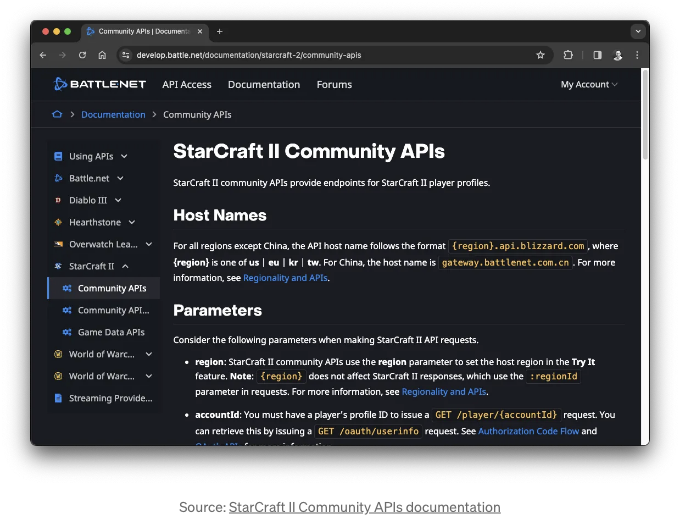 Community APIs | Documenta
develop.battle.net/documentation/starcraft-2/community-apis
BATTLENET API Access Documentation Forums My Account
Documentation > Community APIs
Using APIs
Battle.net
Diablo III
Hearthstone
Overwatch Lea...
StarCraft II
Community APIs
Community API...
Game Data APIs
World of Warc...
World of Warc...
Streaming Provide...
StarCraft II Community APIs
StarCraft II community APIs provide endpoints for StarCraft II player profiles.
Host Names
For all regions except China, the API host name follows the format {region}.api.blizzard.com, where
{region} is one of us | eu | kr | tw. For China, the host name is gateway.battlenet.com.cn. For more
information, see Regionality and APIs.
Parameters
Consider the following parameters when making StarCraft II API requests.
• region: StarCraft II community APIs use the region parameter to set the host region in the Try It
feature. Note: {region} does not affect StarCraft II responses, which use the :regionId
parameter in requests. For more information, see Regionality and APIs.
• accountId: You must have a player's profile ID to issue a GET /player/{accountId} request. You
can retrieve this by issuing a GET /oauth/userinfo request. See Authorization Code Flow and
Source: StarCraft II Community APIs documentation